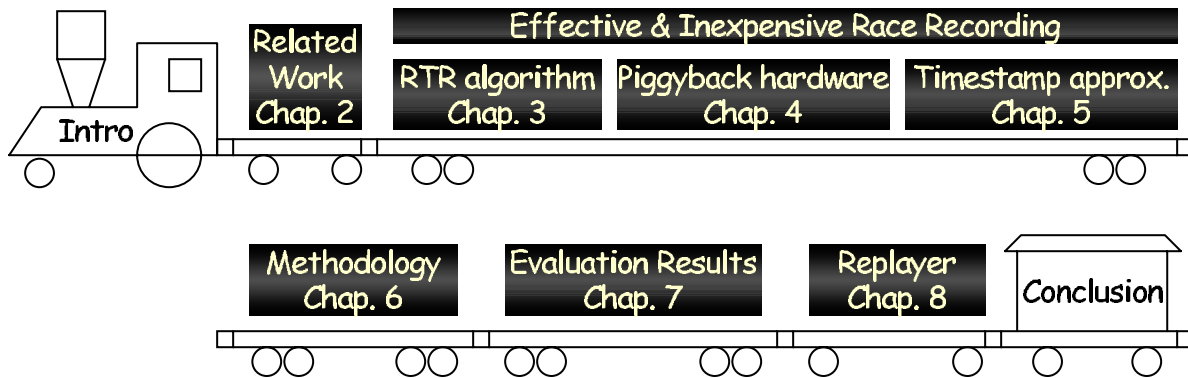 Intro
Related
Work
Chap. 2
Effective & Inexpensive Race Recording
RTR algorithm
Chap. 3
Piggyback hardware
Chap. 4
Timestamp approx.
Chap. 5
Methodology
Chap. 6
Evaluation Results
Chap. 7
Replayer
Chap. 8
Conclusion